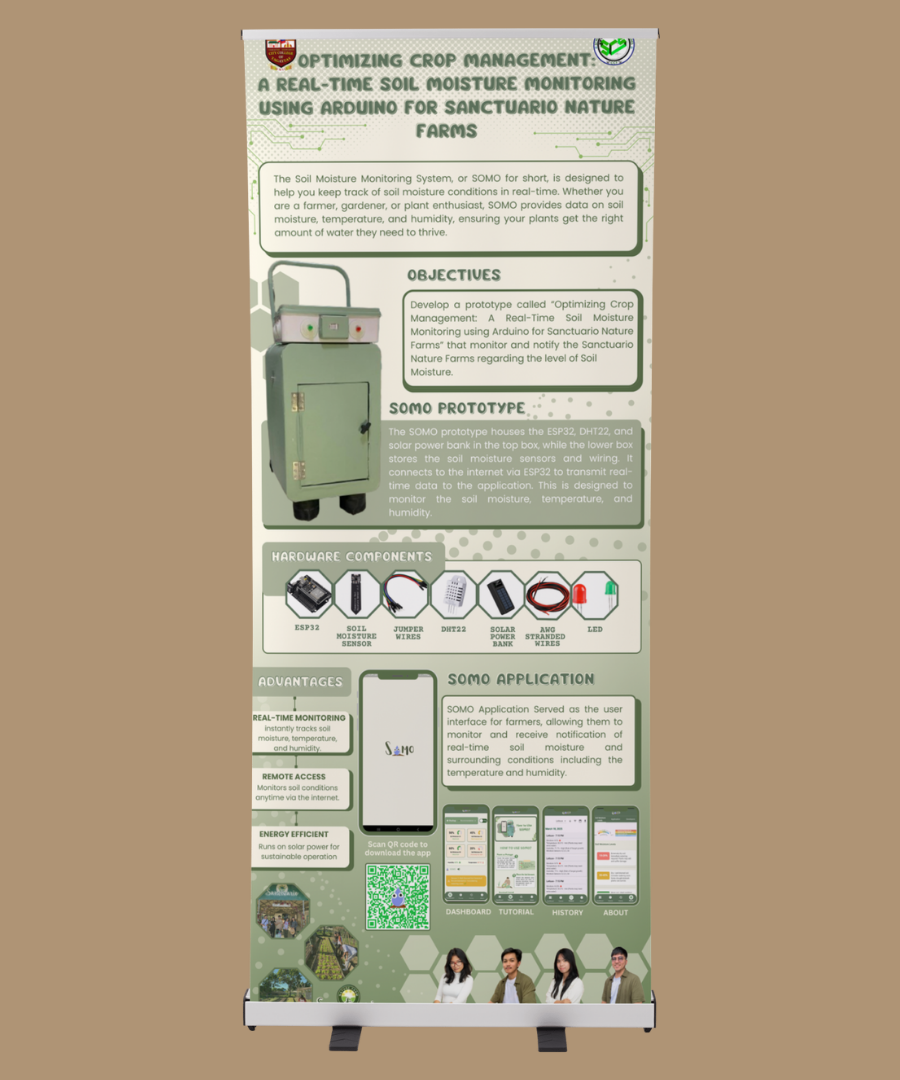 OPTIMIZING CROP MANAGEMENT:
A REAL-TIME SOIL MOISTURE MONITORING
USING ARDUINO FOR SANCTUARIO NATURE
FARMS
The Soil Moisture Monitoring System, or SOMO for short, is designed to
help you keep track of soil moisture conditions in real-time. Whether you
are a farmer, gardener, or plant enthusiast, SOMO provides data on soil
moisture, temperature, and humidity, ensuring your plants get the right
amount of water they need to thrive.
OBJECTIVES
Develop a prototype called "Optimizing Crop
Management: A Real-Time Soil Moisture
Monitoring using Arduino for Sanctuario Nature
Farms" that monitor and notify the Sanctuario
Nature Farms regarding the level of Soil
Moisture.
SOMO PROTOTYPE
The SOMO prototype houses the ESP32, DHT22, and
solar power bank in the top box, while the lower box
stores the soil moisture sensors and wiring. It
connects to the internet via ESP32 to transmit real-
time data to the application. This is designed to
monitor the soil moisture, temperature, and
humidity.
HARDWARE COMPONENTS
ESP32
SOIL
MOISTURE
SENSOR
JUMPER
WIRES
DHT22
SOLAR
POWER
BANK
AWG
STRANDED
WIRES
LED
ADVANTAGES
REAL-TIME MONITORING
instantly tracks soil
moisture, temperature,
and humidity.
REMOTE ACCESS
Monitors soil conditions
anytime via the internet.
ENERGY EFFICIENT
Runs on solar power for
sustainable operation
SOMO
Scan QR code to
download the app
SOMO APPLICATION
SOMO Application Served as the user
interface for farmers, allowing them to
monitor and receive notification of
real-time soil moisture and
surrounding conditions including the
temperature and humidity.
DASHBOARD
TUTORIAL
HISTORY
ABOUT